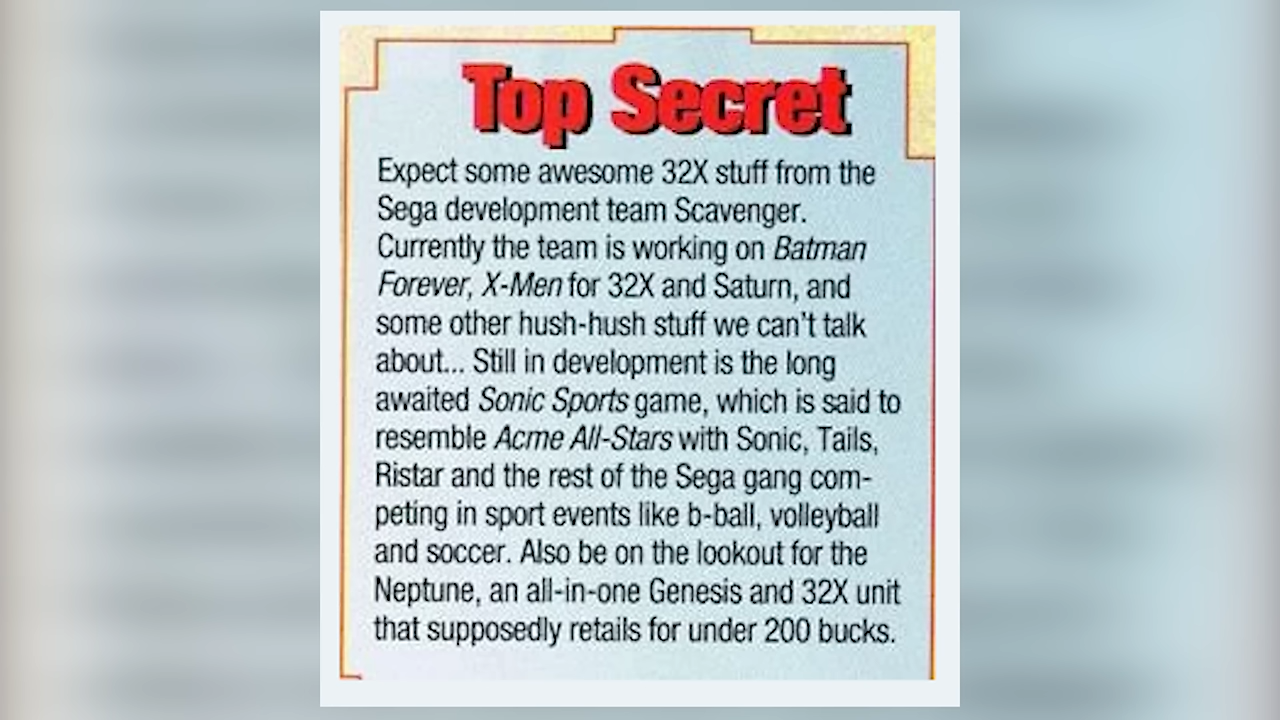 Top Secret
Expect some awesome 32X stuff from the
Sega development team Scavenger.
Currently the team is working on Batman
Forever, X-Men for 32X and Saturn, and
some other hush-hush stuff we can't talk
about... Still in development is the long
awaited Sonic Sports game, which is said to
resemble Acme All-Stars with Sonic, Tails,
Ristar and the rest of the Sega gang com-
peting in sport events like b-ball, volleyball
and soccer. Also be on the lookout for the
Neptune, an all-in-one Genesis and 32X unit
that supposedly retails for under 200 bucks.